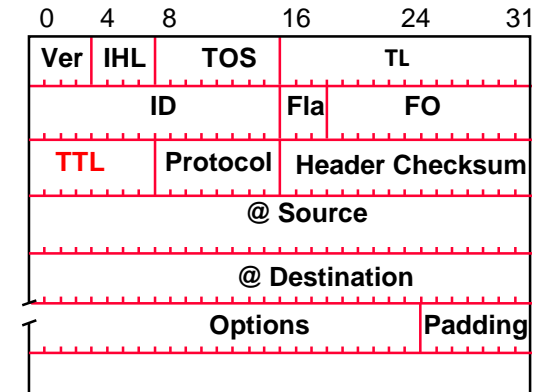 0 4 8 16 24 31
Ver IHL TOS TL
ID Fla FO
TTL Protocol Header Checksum
@ Source
@ Destination
Options Padding